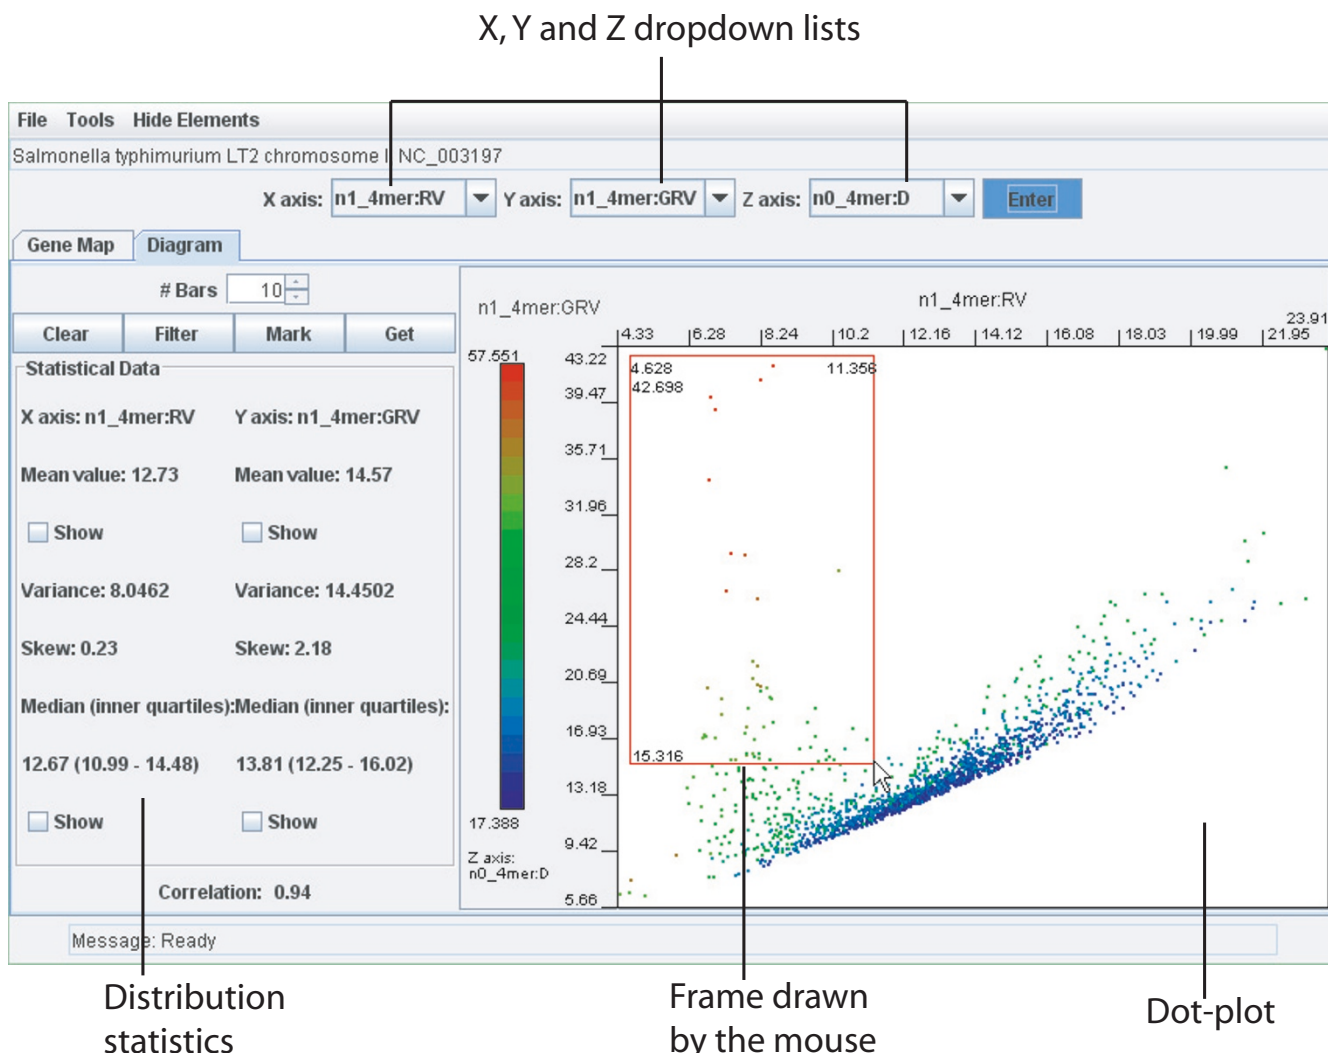 X, Y and Z dropdown lists
File Tools Hide Elements
Salmonella typhimurium LT2 chromosome I NC_003197
X axis: n1_4mer:RV Y axis: n1_4mer:GRV Z axis: n0_4mer:D Enter
Gene Map Diagram
# Bars 10
Clear Filter Mark Get
Statistical Data
X axis: n1_4mer:RV Y axis: n1_4mer:GRV
Mean value: 12.73 Mean value: 14.57
Show Show
Variance: 8.0462 Variance: 14.4502
Skew: 0.23 Skew: 2.18
Median (inner quartiles): Median (inner quartiles):
12.67 (10.99 - 14.48) 13.81 (12.25 - 16.02)
Show Show
Correlation: 0.94
n1_4mer:GRV
n1_4mer:RV
23.91
4.33 6.28 8.24 10.2 12.16 14.12 16.08 18.03 19.99 21.95
57.551
17.388
Z axis:
n0_4mer:D
43.22
39.47
35.71
31.96
28.2
24.44
20.69
16.93
13.18
9.42
5.66
4.628 11.356
42.698
15.316
Message: Ready
Distribution
statistics
Frame drawn
by the mouse
Dot-plot